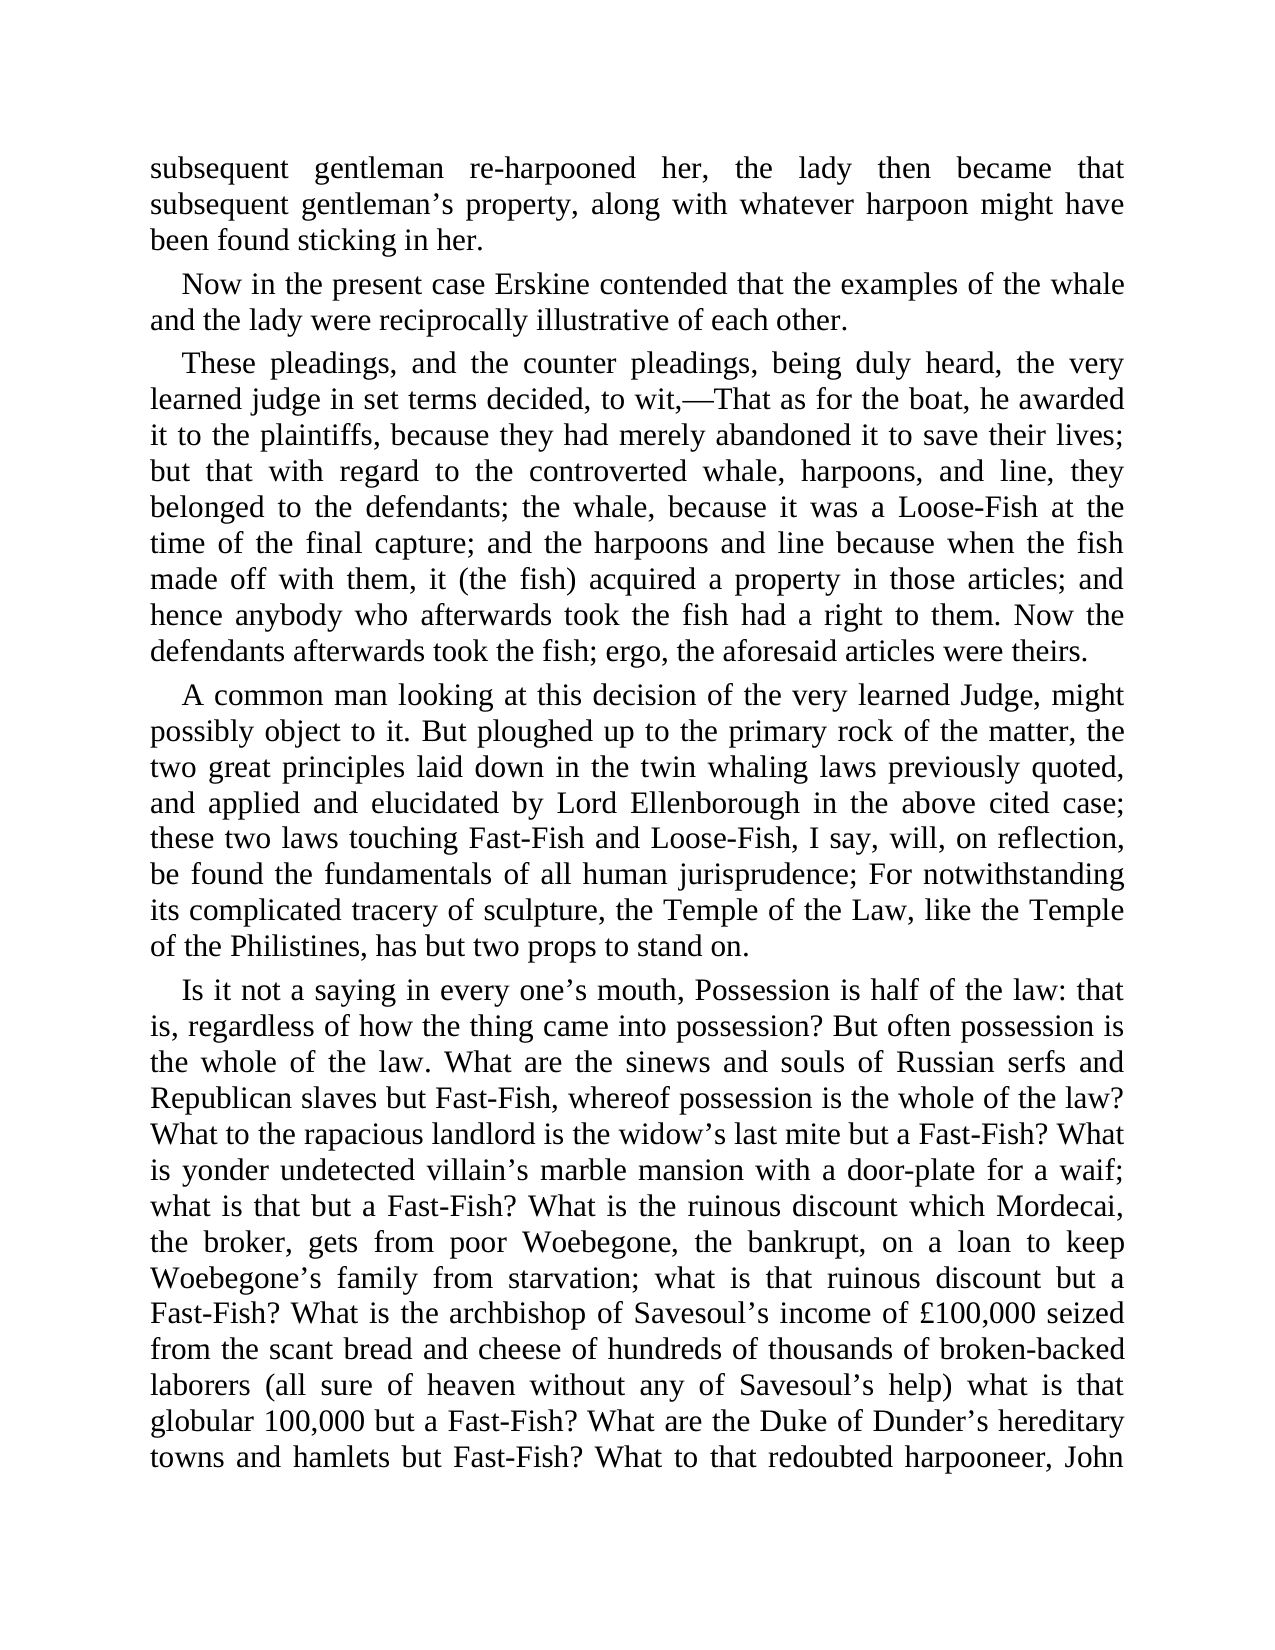 subsequent gentleman re-harpooned her, the lady then became that
subsequent gentleman’s property, along with whatever harpoon might have
been found sticking in her.
Now in the present case Erskine contended that the examples of the whale
and the lady were reciprocally illustrative of each other.
These pleadings, and the counter pleadings, being duly heard, the very
learned judge in set terms decided, to wit,—That as for the boat, he awarded
it to the plaintiffs, because they had merely abandoned it to save their lives;
but that with regard to the controverted whale, harpoons, and line, they
belonged to the defendants; the whale, because it was a Loose-Fish at the
time of the final capture; and the harpoons and line because when the fish
made off with them, it (the fish) acquired a property in those articles; and
hence anybody who afterwards took the fish had a right to them. Now the
defendants afterwards took the fish; ergo, the aforesaid articles were theirs.
A common man looking at this decision of the very learned Judge, might
possibly object to it. But ploughed up to the primary rock of the matter, the
two great principles laid down in the twin whaling laws previously quoted,
and applied and elucidated by Lord Ellenborough in the above cited case;
these two laws touching Fast-Fish and Loose-Fish, I say, will, on reflection,
be found the fundamentals of all human jurisprudence; For notwithstanding
its complicated tracery of sculpture, the Temple of the Law, like the Temple
of the Philistines, has but two props to stand on.
Is it not a saying in every one’s mouth, Possession is half of the law: that
is, regardless of how the thing came into possession? But often possession is
the whole of the law. What are the sinews and souls of Russian serfs and
Republican slaves but Fast-Fish, whereof possession is the whole of the law?
What to the rapacious landlord is the widow’s last mite but a Fast-Fish? What
is yonder undetected villain’s marble mansion with a door-plate for a waif;
what is that but a Fast-Fish? What is the ruinous discount which Mordecai,
the broker, gets from poor Woebegone, the bankrupt, on a loan to keep
Woebegone’s family from starvation; what is that ruinous discount but a
Fast-Fish? What is the archbishop of Savesoul’s income of £100,000 seized
from the scant bread and cheese of hundreds of thousands of broken-backed
laborers (all sure of heaven without any of Savesoul’s help) what is that
globular 100,000 but a Fast-Fish? What are the Duke of Dunder’s hereditary
towns and hamlets but Fast-Fish? What to that redoubted harpooneer, John